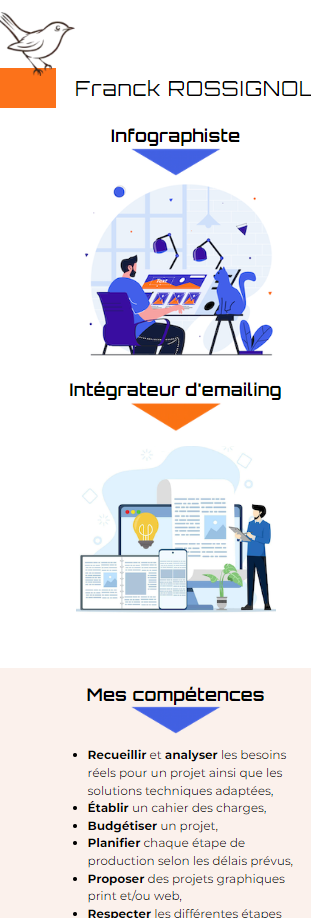 Franck ROSSIGNOL
Infographiste
Intégrateur d'emailing
Mes compétences
• Recueillir et analyser les besoins
réels pour un projet ainsi que les
solutions techniques adaptées,
• Établir un cahier des charges,
• Budgétiser un projet,
• Planifier chaque étape de
production selon les délais prévus,
• Proposer des projets graphiques
print et/ou web,
• Respecter les différentes étapes